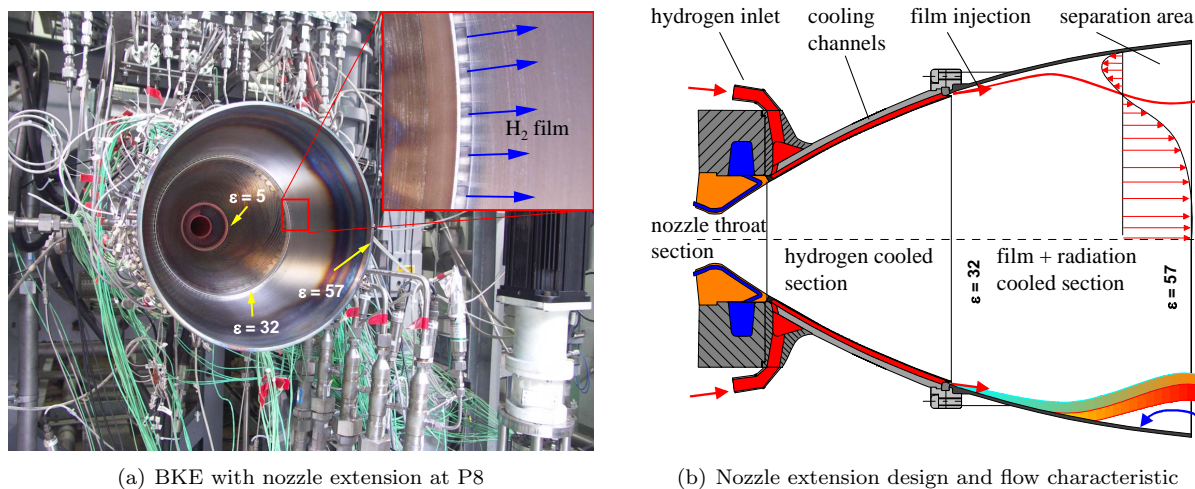 H₂ film
ε = 5
ε = 57
ε = 32
(a) BKE with nozzle extension at P8
hydrogen inlet
cooling
channels
film injection
separation area
nozzle throat
section
hydrogen cooled
section
ε = 32
film + radiation
cooled section
ε = 57
(b) Nozzle extension design and flow characteristic